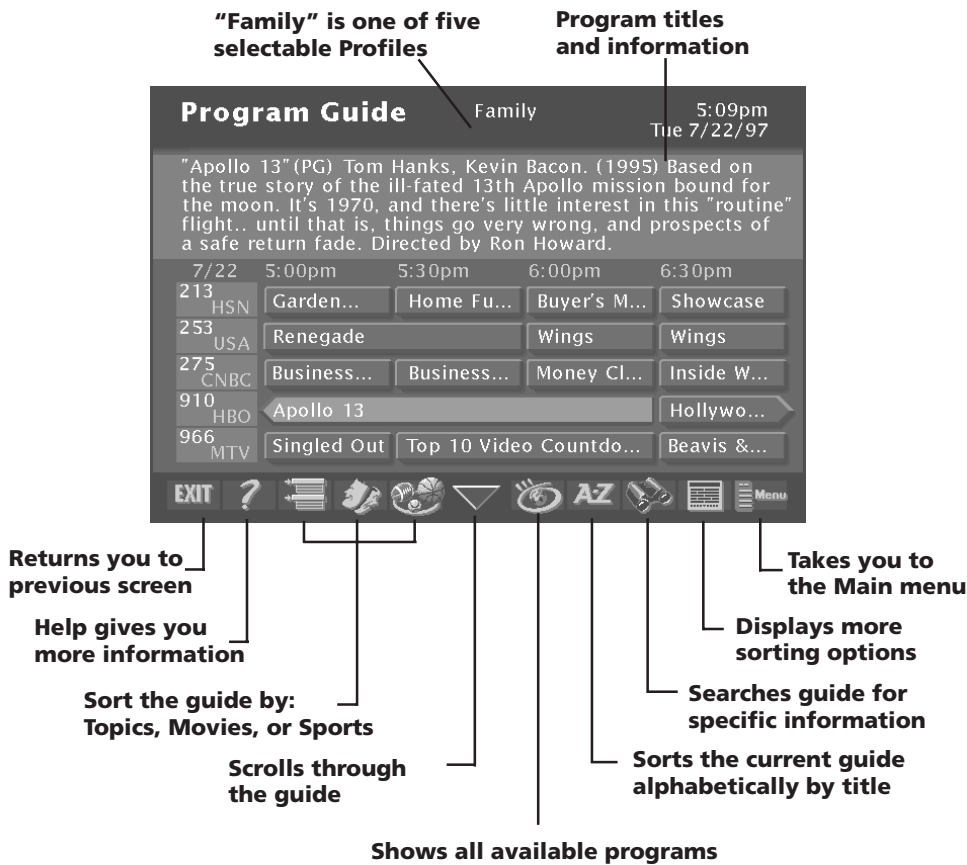 “Family” is one of five
selectable Profiles
Program titles
and information
Program Guide
Family
5:09pm
Tue 7/22/97
"Apollo 13" (PG) Tom Hanks, Kevin Bacon. (1995) Based on
the true story of the ill-fated 13th Apollo mission bound for
the moon. It's 1970, and there's little interest in this "routine"
flight.. until that is, things go very wrong, and prospects of
a safe return fade. Directed by Ron Howard.
7/22 5:00pm 5:30pm 6:00pm 6:30pm
213 HSN Garden... Home Fu... Buyer's M... Showcase
253 USA Renegade Wings Wings
275 CNBC Business... Business... Money Cl... Inside W...
910 HBO Apollo 13 Hollywo...
966 MTV Singled Out Top 10 Video Countdo... Beavis &...
EXIT ? A-Z Menu
Returns you to
previous screen
Takes you to
the Main menu
Help gives you
more information
Displays more
sorting options
Sort the guide by:
Topics, Movies, or Sports
Searches guide for
specific information
Scrolls through
the guide
Sorts the current guide
alphabetically by title
Shows all available programs